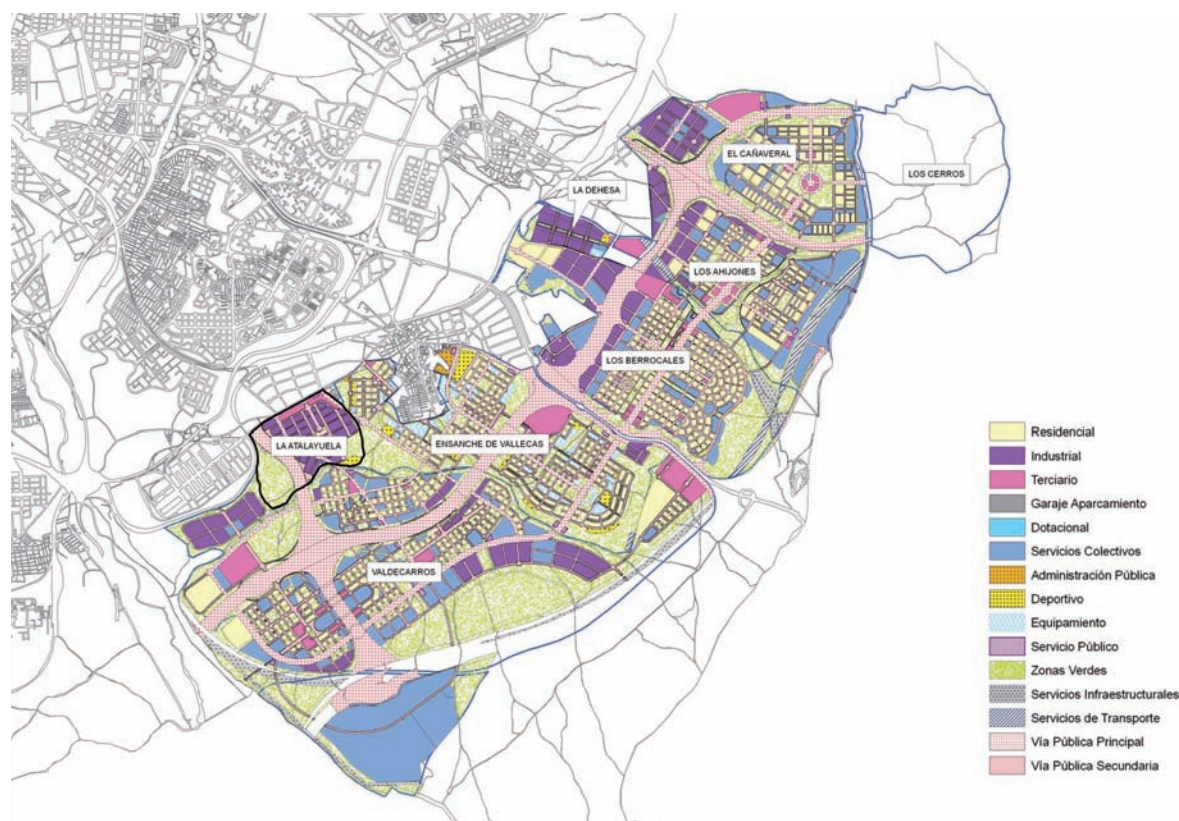 EL CAÑAVERAL
LOS CERROS
LA DEHESA
LOS AHIJONES
LOS BERROCALES
LA ATALAYUELA
ENSANCHE DE VALLECAS
VALDECARROS
Residencial
Industrial
Terciario
Garaje Aparcamiento
Dotacional
Servicios Colectivos
Administración Pública
Deportivo
Equipamiento
Servicio Público
Zonas Verdes
Servicios Infraestructurales
Servicios de Transporte
Vía Pública Principal
Vía Pública Secundaria